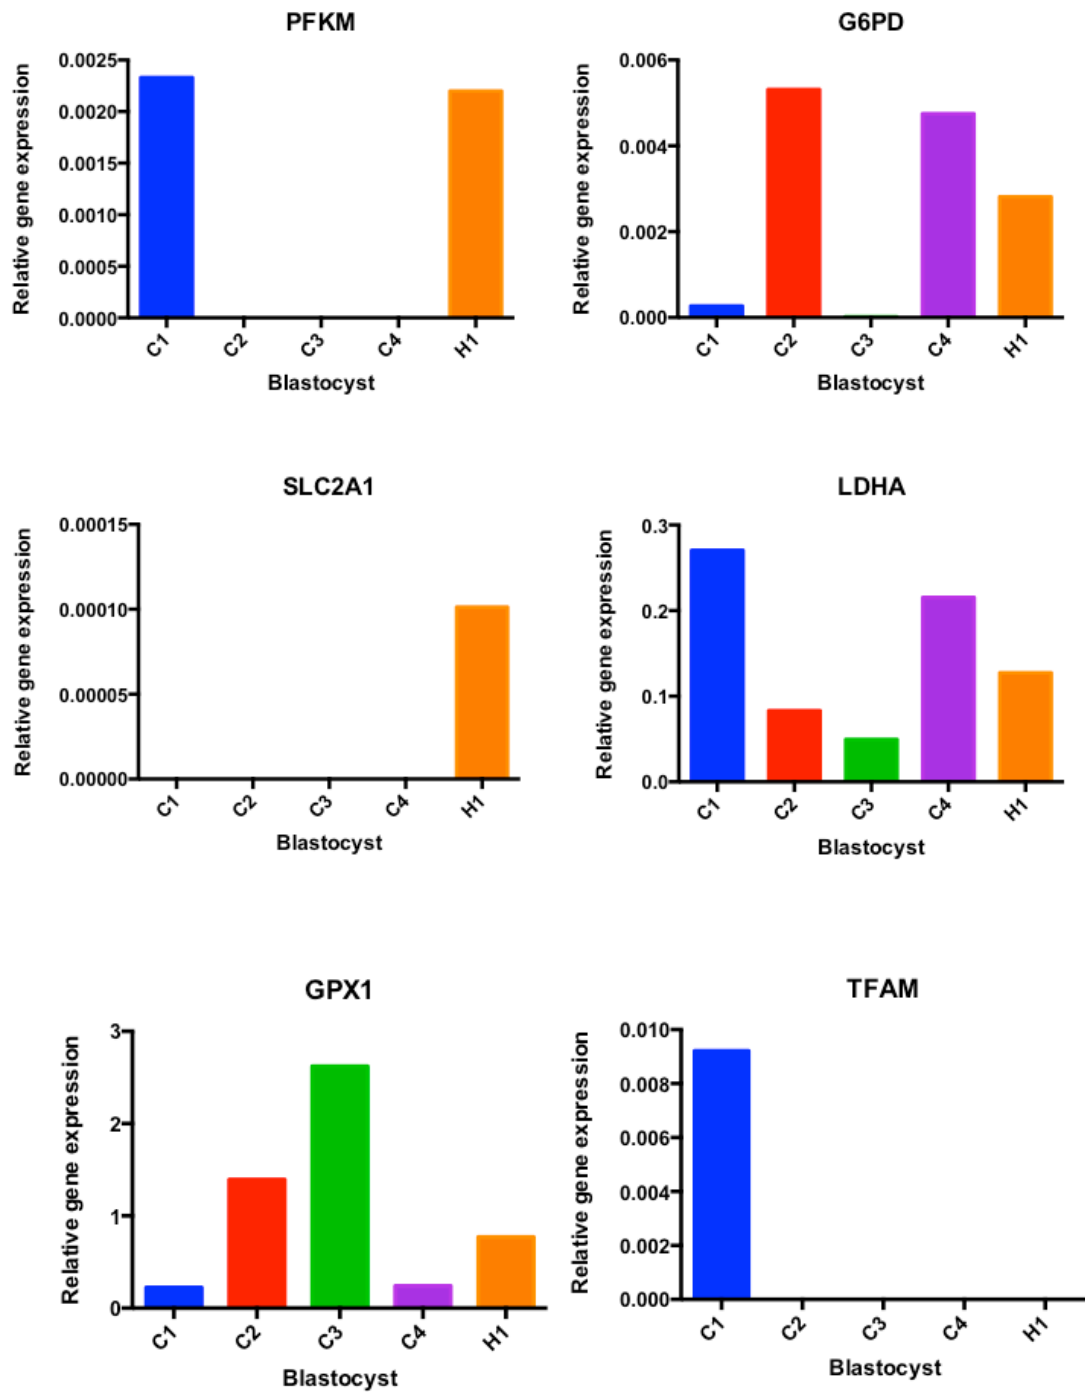 PFKM
Relative gene expression
0.0025
0.0020
0.0015
0.0010
0.0005
0.0000
C1 C2 C3 C4 H1
Blastocyst
G6PD
Relative gene expression
0.006
0.004
0.002
0.000
C1 C2 C3 C4 H1
Blastocyst
SLC2A1
Relative gene expression
0.00015
0.00010
0.00005
0.00000
C1 C2 C3 C4 H1
Blastocyst
LDHA
Relative gene expression
0.3
0.2
0.1
0.0
C1 C2 C3 C4 H1
Blastocyst
GPX1
Relative gene expression
3
2
1
0
C1 C2 C3 C4 H1
Blastocyst
TFAM
Relative gene expression
0.010
0.008
0.006
0.004
0.002
0.000
C1 C2 C3 C4 H1
Blastocyst